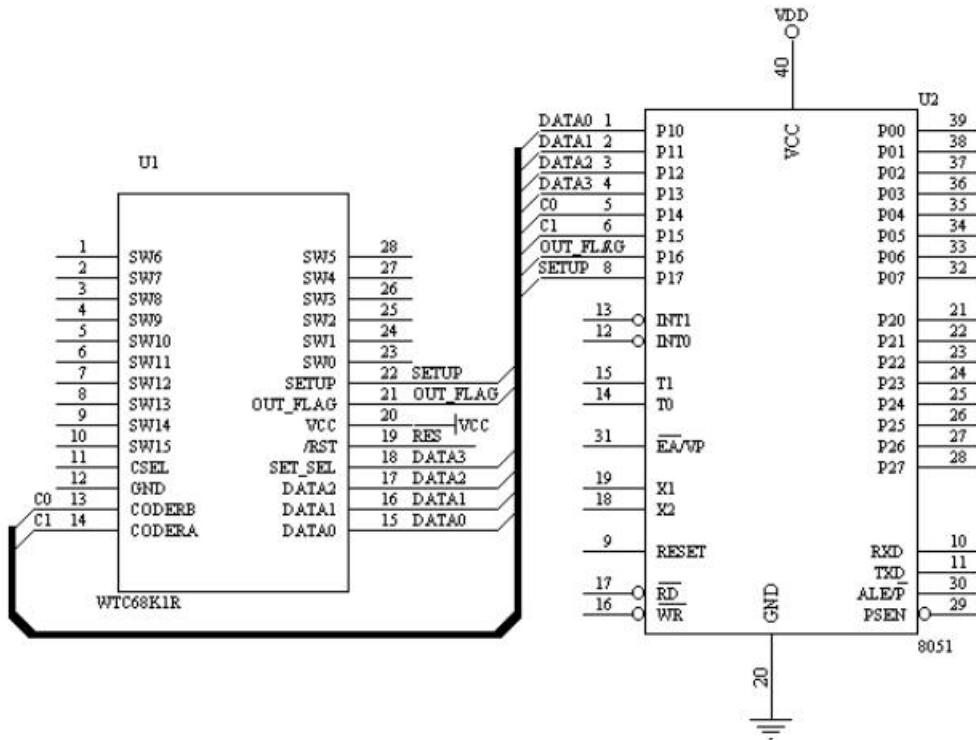 VDD
40
U2
DATA0 1 P10 VCC P00 39
DATA1 2 P11 P01 38
DATA2 3 P12 P02 37
DATA3 4 P13 P03 36
C0 5 P14 P04 35
C1 6 P15 P05 34
OUT_FLAG P16 P06 33
SETUP 8 P17 P07 32
13 INT1 P20 21
12 INT0 P21 22
P22 23
15 T1 P23 24
14 T0 P24 25
P25 26
31 EA/VP P26 27
P27 28
19 X1
18 X2
9 RESET RXD 10
TXD 11
17 RD ALE/P 30
16 WR GND PSEN 29
8051
20
U1
1 SW6 SW5 28
2 SW7 SW4 27
3 SW8 SW3 26
4 SW9 SW2 25
5 SW10 SW1 24
6 SW11 SW0 23
7 SW12 SETUP 22 SETUP
8 SW13 OUT_FLAG 21 OUT_FLAG
9 SW14 VCC 20 VCC
10 SW15 /RST 19 RES
11 CSEL SET_SEL 18 DATA3
12 GND DATA2 17 DATA2
C0 13 CODERB DATA1 16 DATA1
C1 14 CODERA DATA0 15 DATA0
WTC68K1R